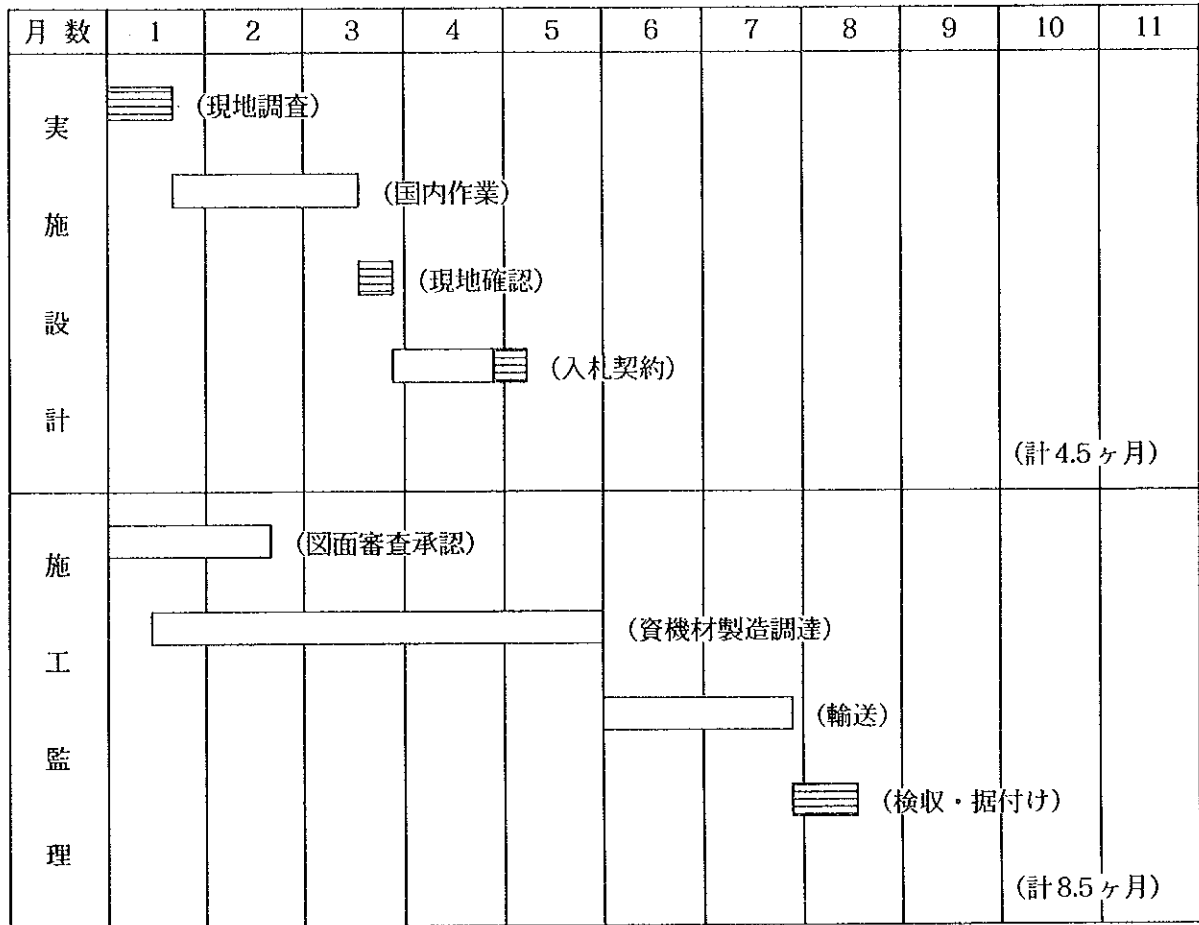 月数 1 2 3 4 5 6 7 8 9 10 11
実施設計
(現地調査)
(国内作業)
(現地確認)
(入札契約)
(計4.5ヶ月)
施工監理
(図面審査承認)
(資機材製造調達)
(輸送)
(検収・据付け)
(計8.5ヶ月)